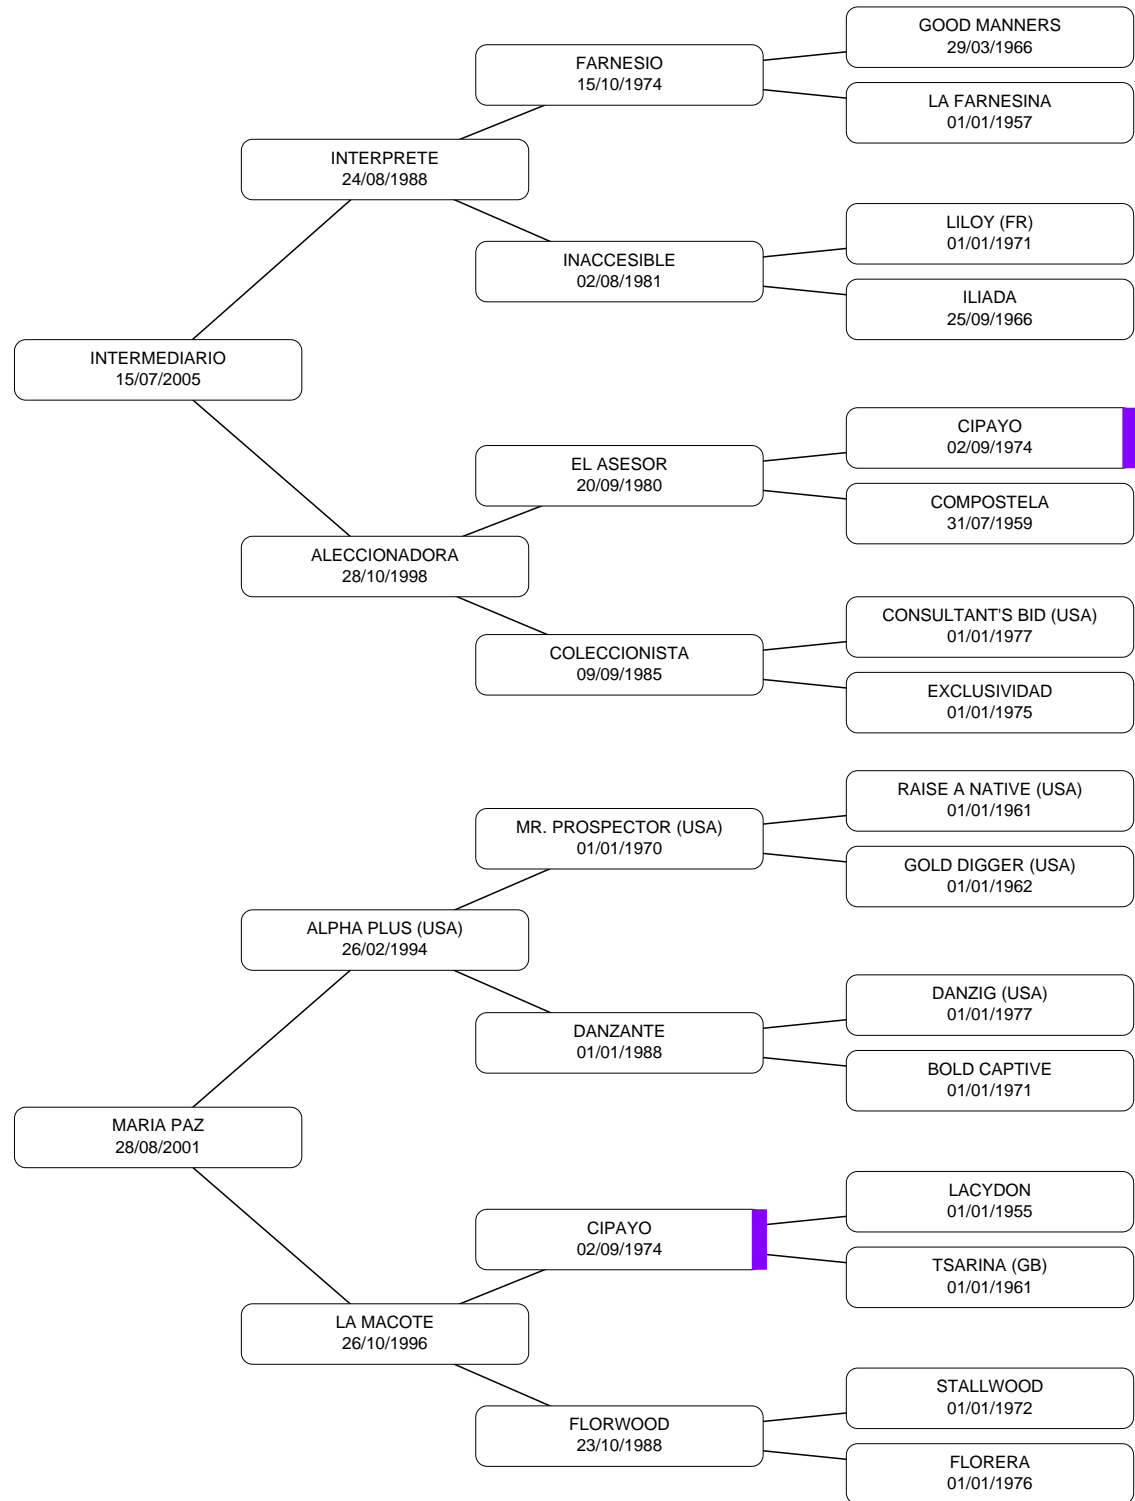 GOOD MANNERS
29/03/1966
FARNESIO
15/10/1974
LA FARNESINA
01/01/1957
INTERPRETE
24/08/1988
LILOY (FR)
01/01/1971
INACCESIBLE
02/08/1981
ILIADA
25/09/1966
INTERMEDIARIO
15/07/2005
CIPAYO
02/09/1974
EL ASESOR
20/09/1980
COMPOSTELA
31/07/1959
ALECCIONADORA
28/10/1998
CONSULTANT'S BID (USA)
01/01/1977
COLECCIONISTA
09/09/1985
EXCLUSIVIDAD
01/01/1975
RAISE A NATIVE (USA)
01/01/1961
MR. PROSPECTOR (USA)
01/01/1970
GOLD DIGGER (USA)
01/01/1962
ALPHA PLUS (USA)
26/02/1994
DANZIG (USA)
01/01/1977
DANZANTE
01/01/1988
BOLD CAPTIVE
01/01/1971
MARIA PAZ
28/08/2001
LACYDON
01/01/1955
CIPAYO
02/09/1974
TSARINA (GB)
01/01/1961
LA MACOTE
26/10/1996
STALLWOOD
01/01/1972
FLORWOOD
23/10/1988
FLORERA
01/01/1976